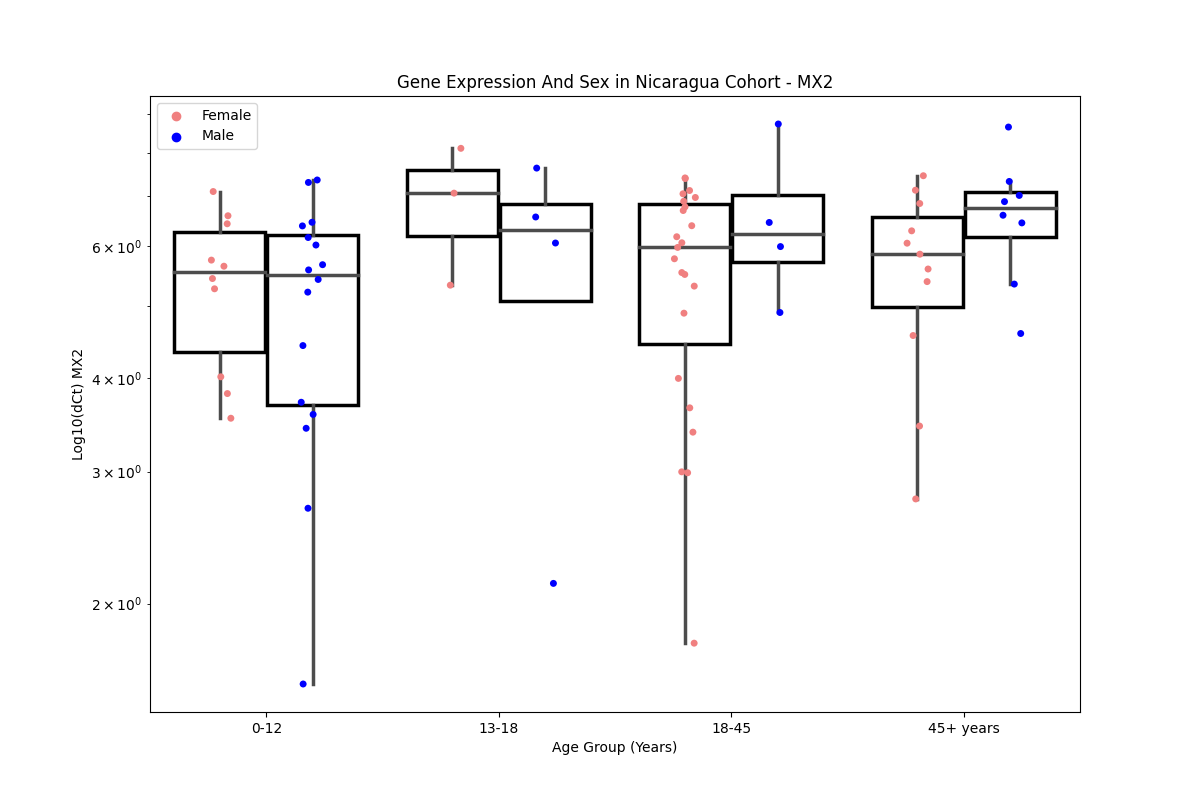 Gene Expression And Sex in Nicaragua Cohort - MX2
Female
Male
Log10(dCt) MX2
6 × 10⁰
4 × 10⁰
3 × 10⁰
2 × 10⁰
0-12
13-18
18-45
45+ years
Age Group (Years)